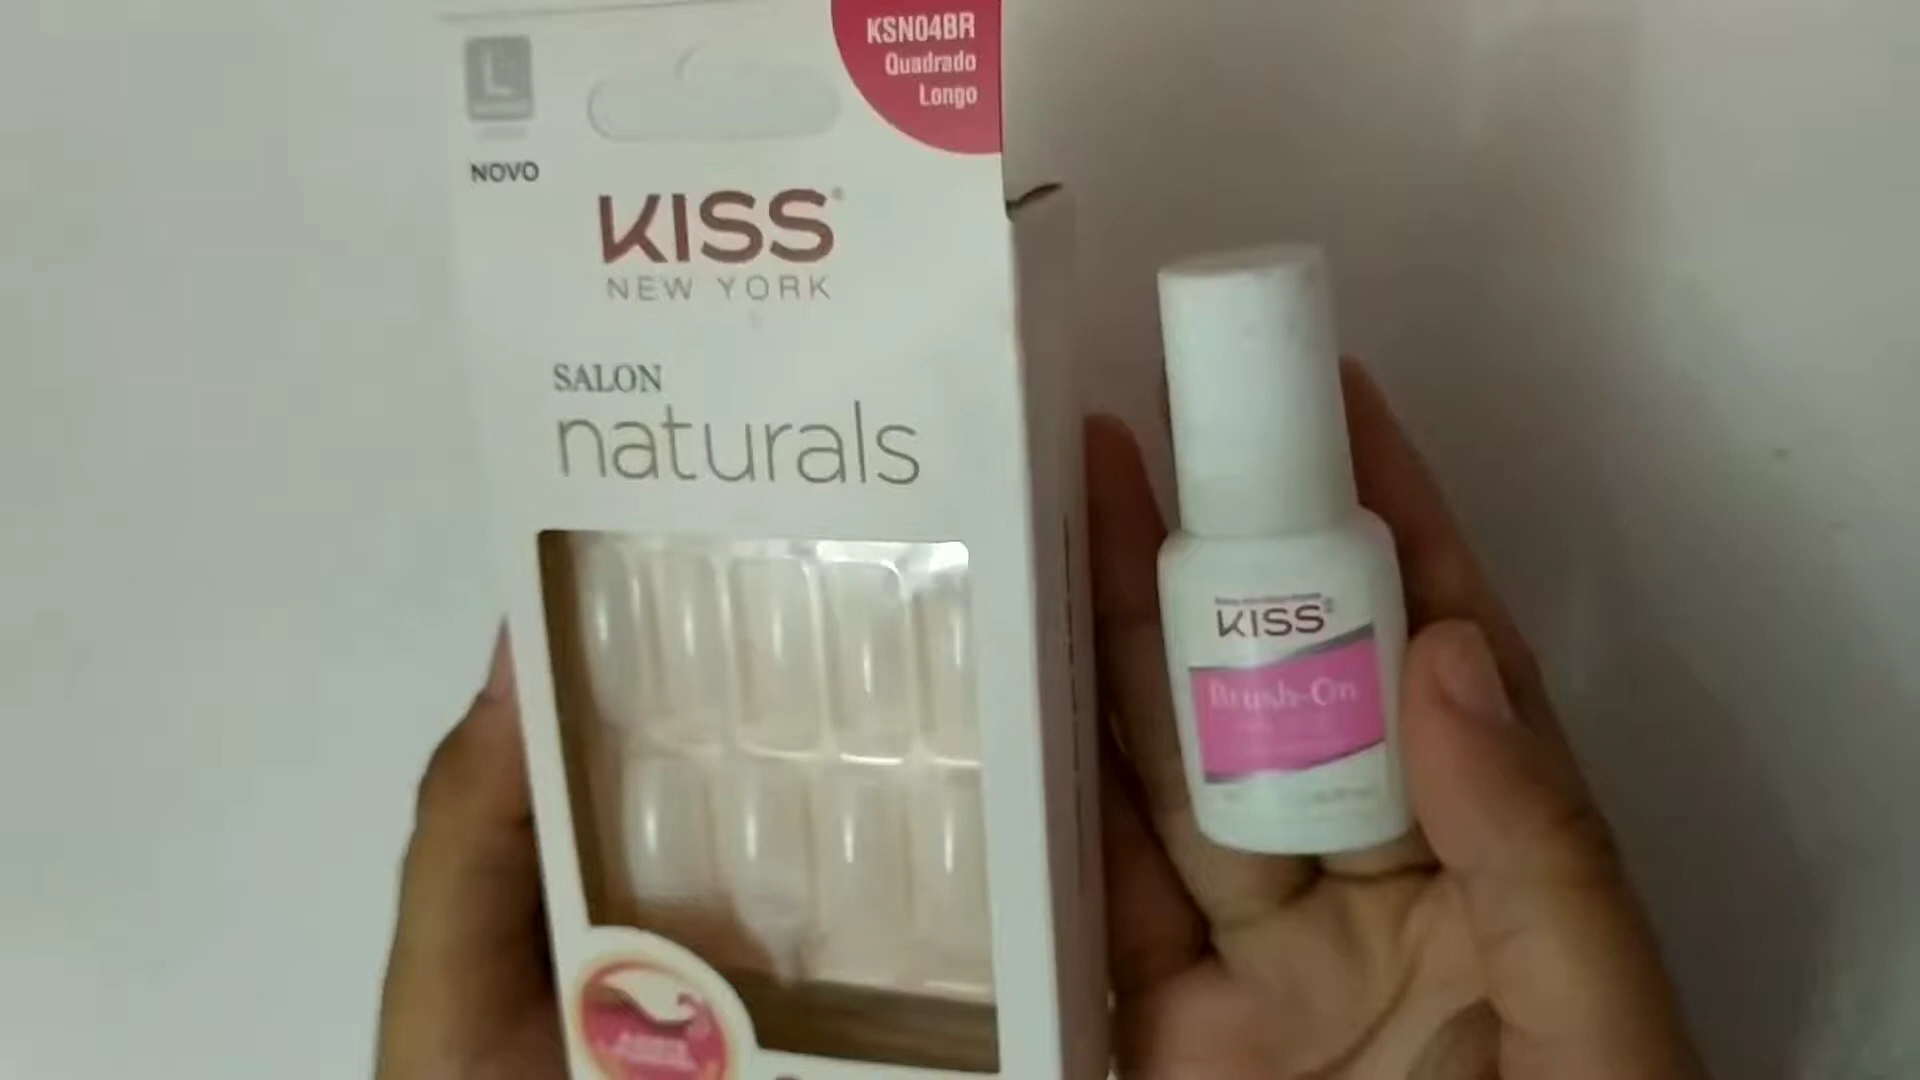 KSN04BR
Quadrado
Longo
L
NOVO
KISS®
NEW YORK
SALON
naturals
KISS®
Brush-On